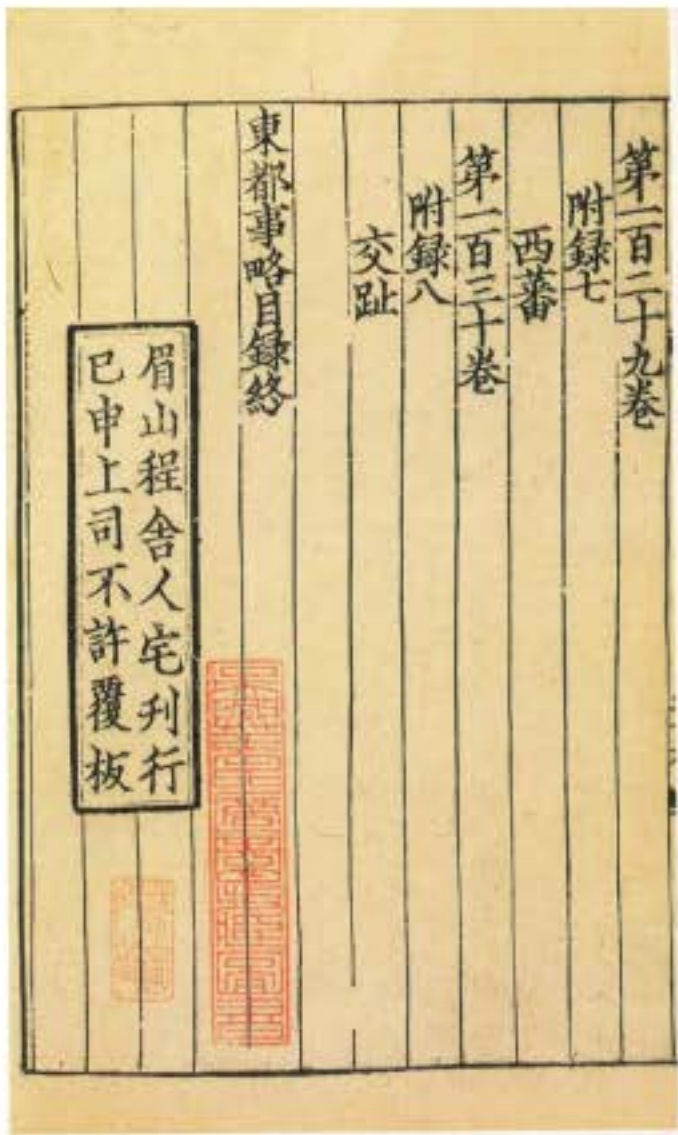 第一百二十九卷
附録七
西蕃
第一百三十卷
附録八
交趾
東都事略目録終
眉山程舍人宅刊行
已申上司不許覆板